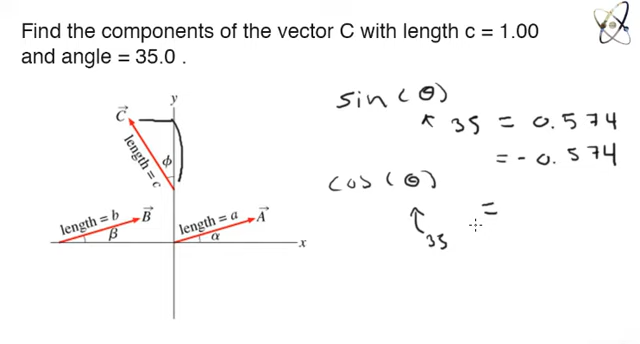 Find the components of the vector C with length c = 1.00
and angle = 35.0 .
y
C
length = c
ϕ
length = b
B
β
length = a
A
α
x
sin(θ)
35 = 0.574
= - 0.574
cos(θ)
35 =